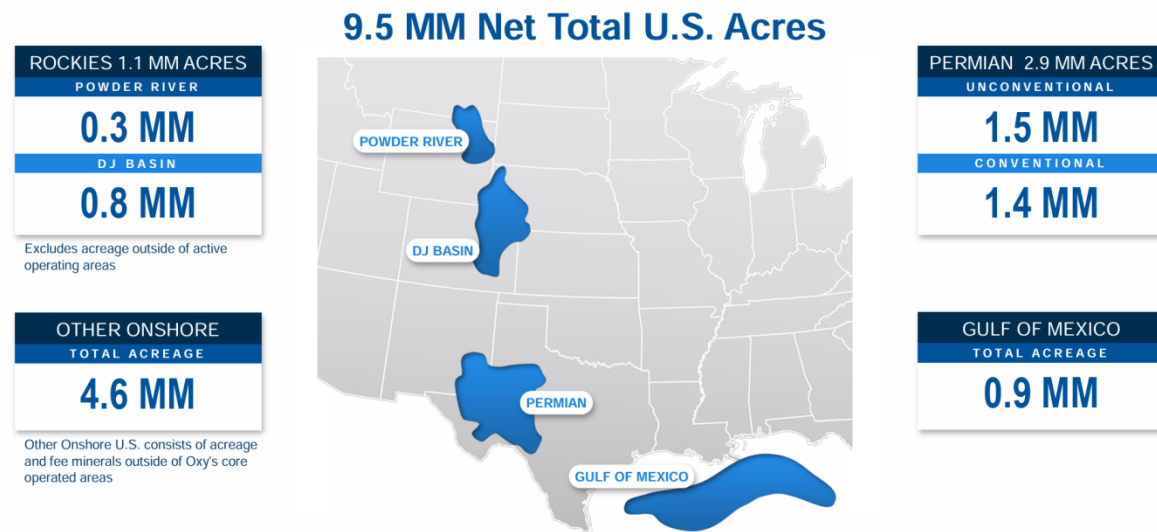 9.5 MM Net Total U.S. Acres
ROCKIES 1.1 MM ACRES
POWDER RIVER
0.3 MM
DJ BASIN
0.8 MM
Excludes acreage outside of active
operating areas
OTHER ONSHORE
TOTAL ACREAGE
4.6 MM
Other Onshore U.S. consists of acreage
and fee minerals outside of Oxy's core
operated areas
POWDER RIVER
DJ BASIN
PERMIAN
GULF OF MEXICO
PERMIAN 2.9 MM ACRES
UNCONVENTIONAL
1.5 MM
CONVENTIONAL
1.4 MM
GULF OF MEXICO
TOTAL ACREAGE
0.9 MM